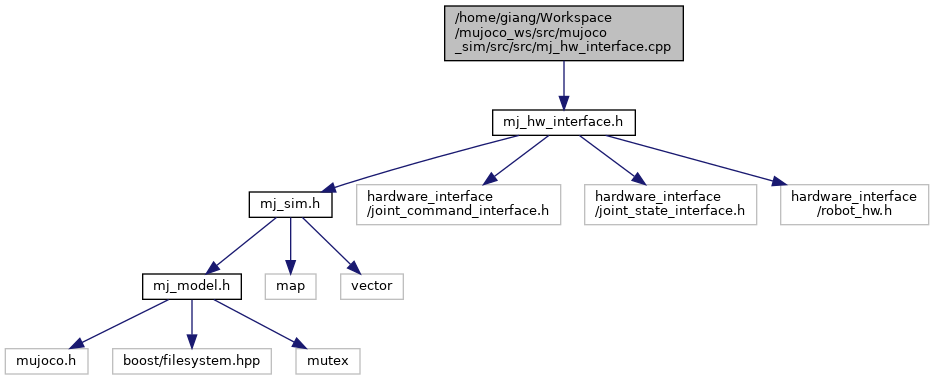 /home/giang/Workspace
/mujoco_ws/src/mujoco
_sim/src/src/mj_hw_interface.cpp
mj_hw_interface.h
mj_sim.h
hardware_interface
/joint_command_interface.h
hardware_interface
/joint_state_interface.h
hardware_interface
/robot_hw.h
mj_model.h
map
vector
mujoco.h
boost/filesystem.hpp
mutex